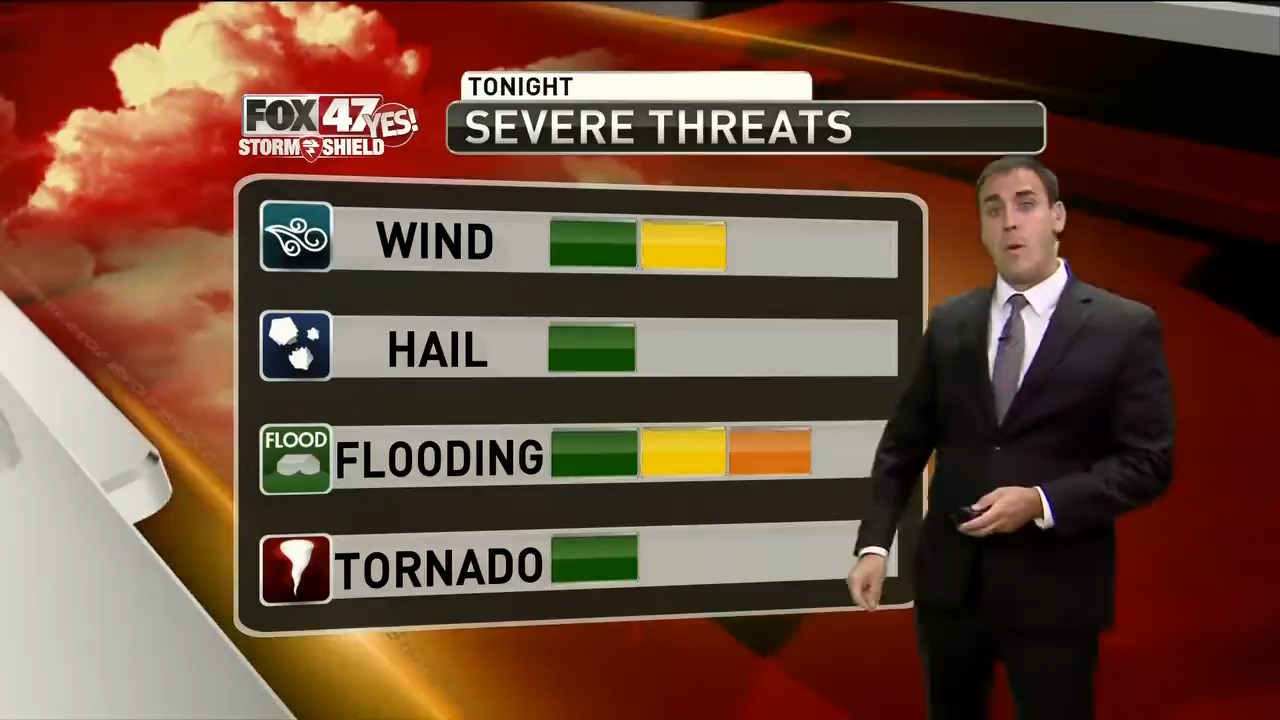 TONIGHT
FOX 47 YES!
SEVERE THREATS
STORM SHIELD
WIND
HAIL
FLOOD
FLOODING
TORNADO